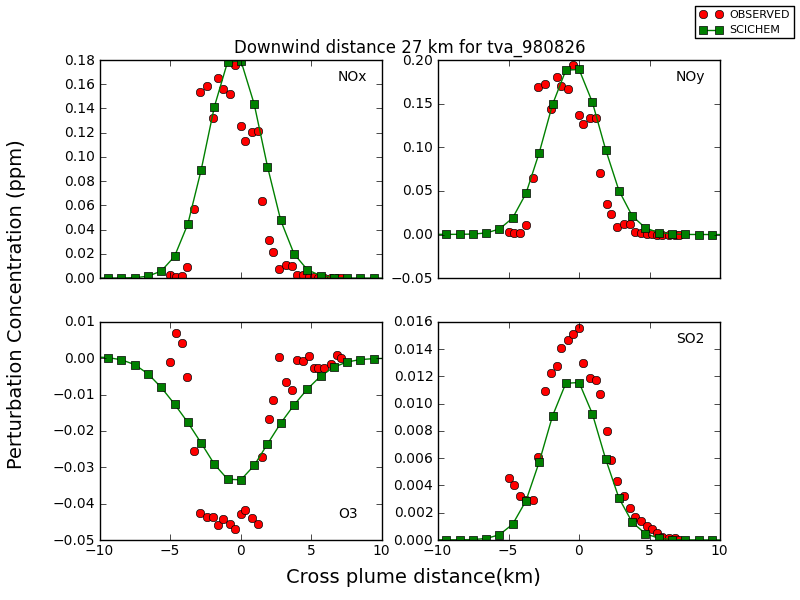 OBSERVED
SCICHEM
Downwind distance 27 km for tva_980826
Perturbation Concentration (ppm)
0.18
0.16
0.14
0.12
0.10
0.08
0.06
0.04
0.02
0.00
NOx
0.20
0.15
0.10
0.05
0.00
−0.05
NOy
0.01
0.00
−0.01
−0.02
−0.03
−0.04
−0.05
O3
−10 −5 0 5 10
0.016
0.014
0.012
0.010
0.008
0.006
0.004
0.002
0.000
SO2
−10 −5 0 5 10
Cross plume distance(km)